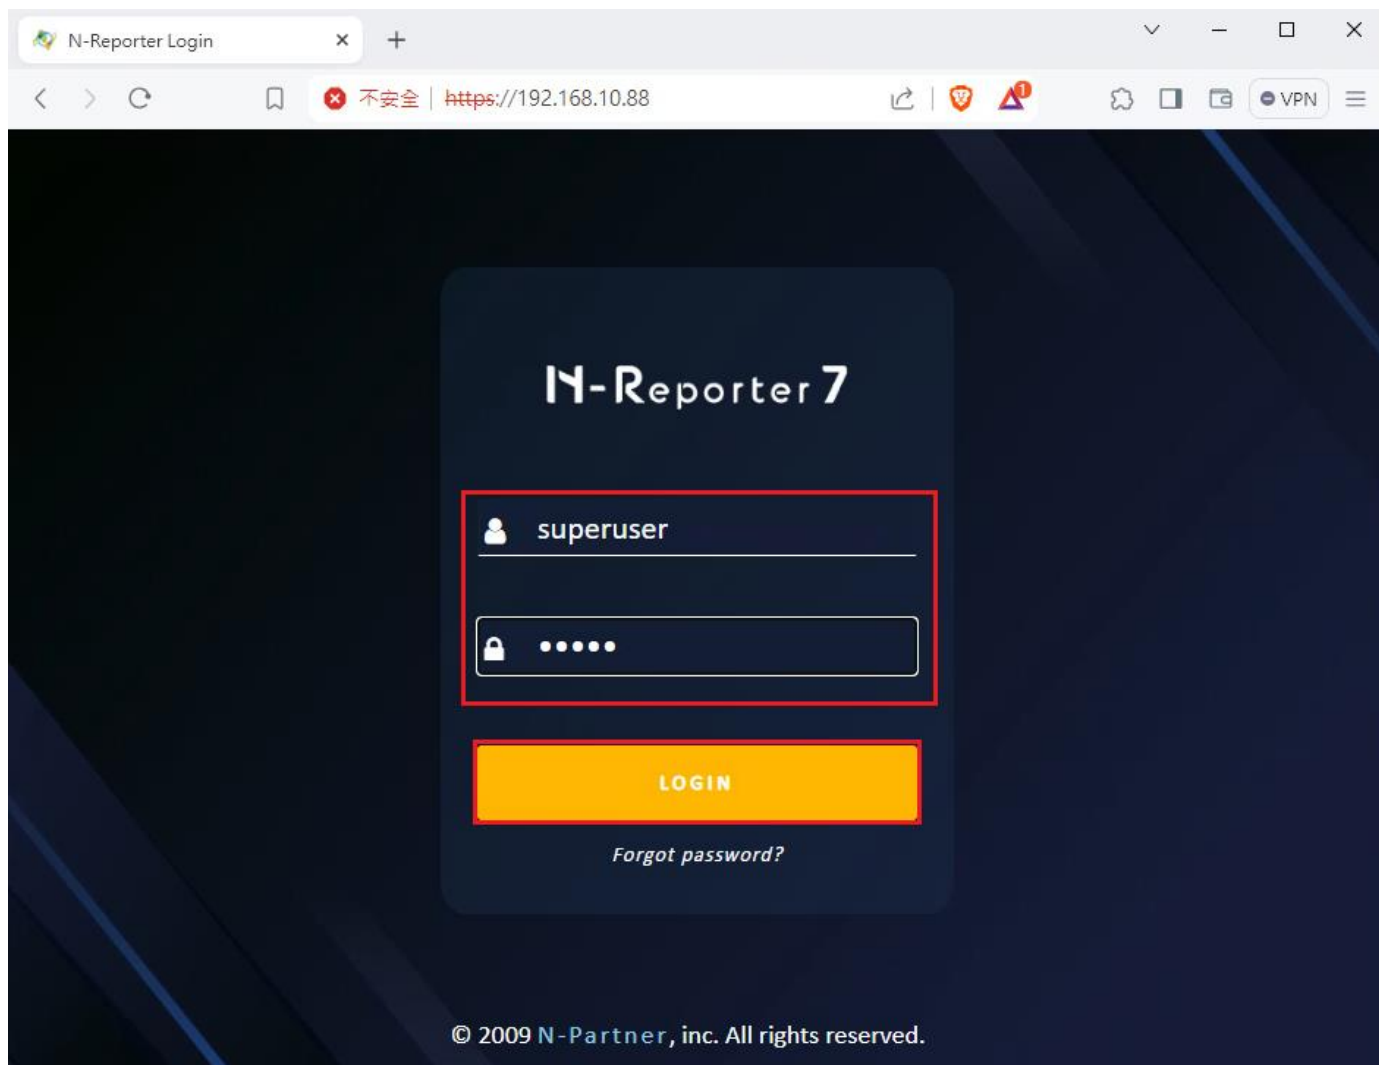 N-Reporter Login
不安全 https://192.168.10.88
1
VPN
N-Reporter 7
superuser
•••••
LOGIN
Forgot password?
© 2009 N-Partner, inc. All rights reserved.